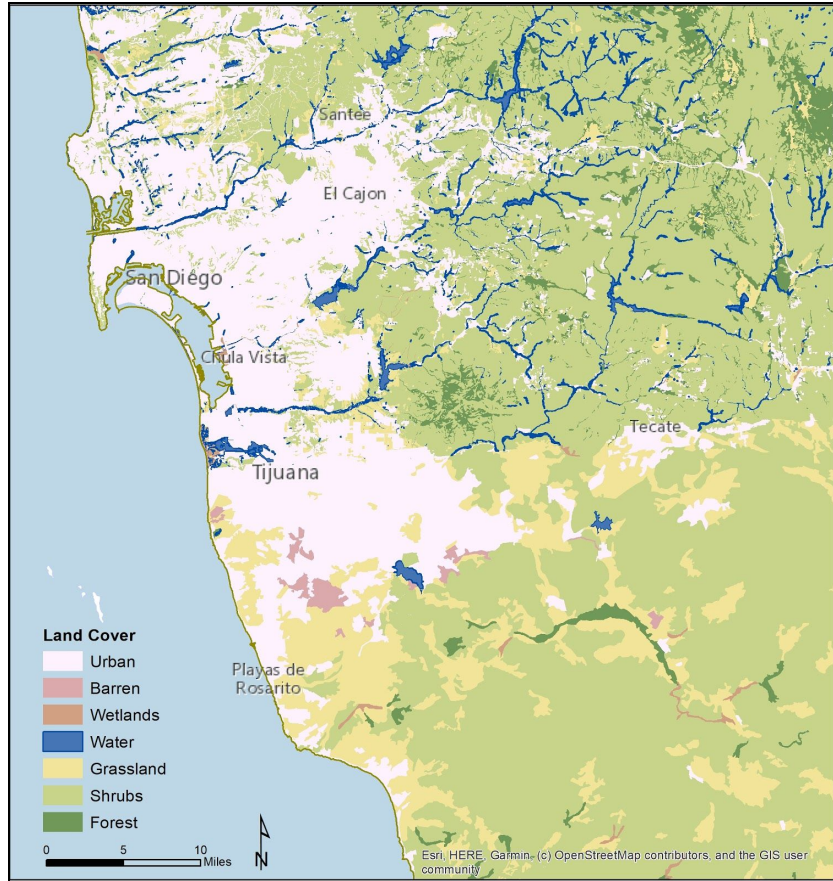 Santee
El Cajon
San Diego
Chula Vista
Tecate
Tijuana
Playas de
Rosarito
Land Cover
Urban
Barren
Wetlands
Water
Grassland
Shrubs
Forest
0 5 10
Miles
N
Esri, HERE, Garmin, (c) OpenStreetMap contributors, and the GIS user
community